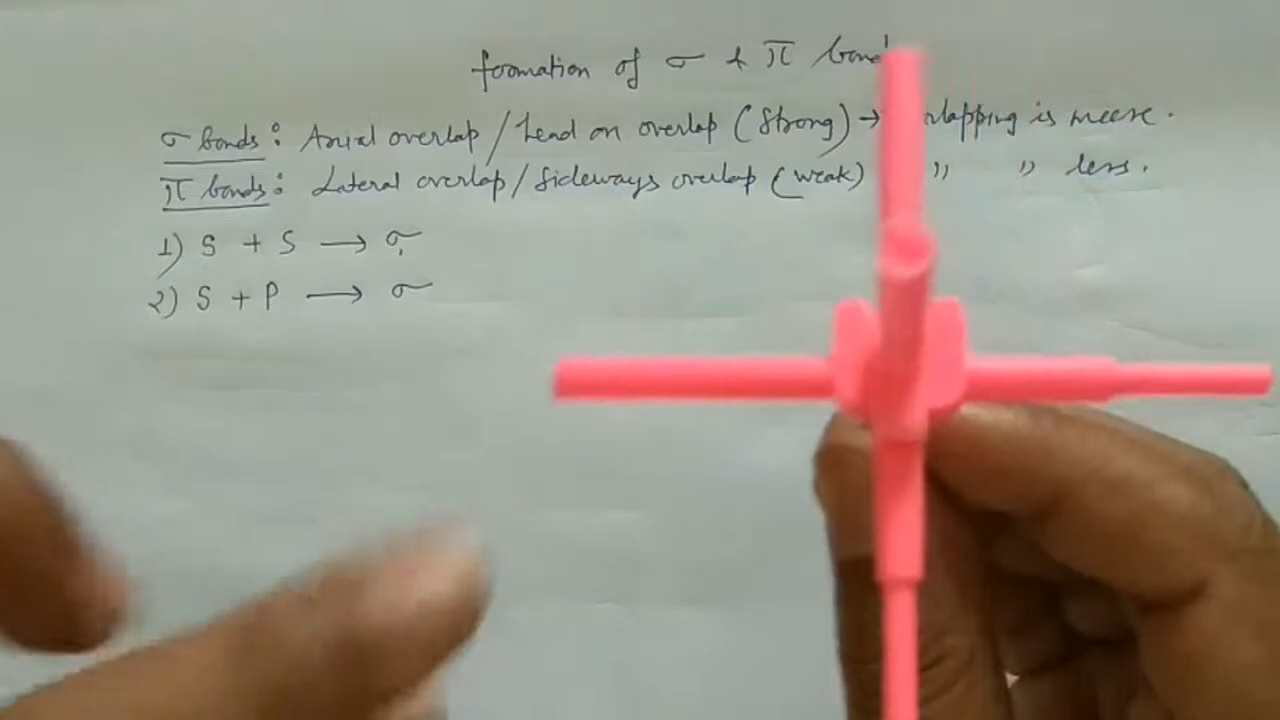 formation of σ & π bond
σ bonds: Axial overlap / Head on overlap (Strong) → overlapping is more.
π bonds: Lateral overlap / Sideways overlap (weak) " " less.
1) S + S → σ
2) S + P → σ